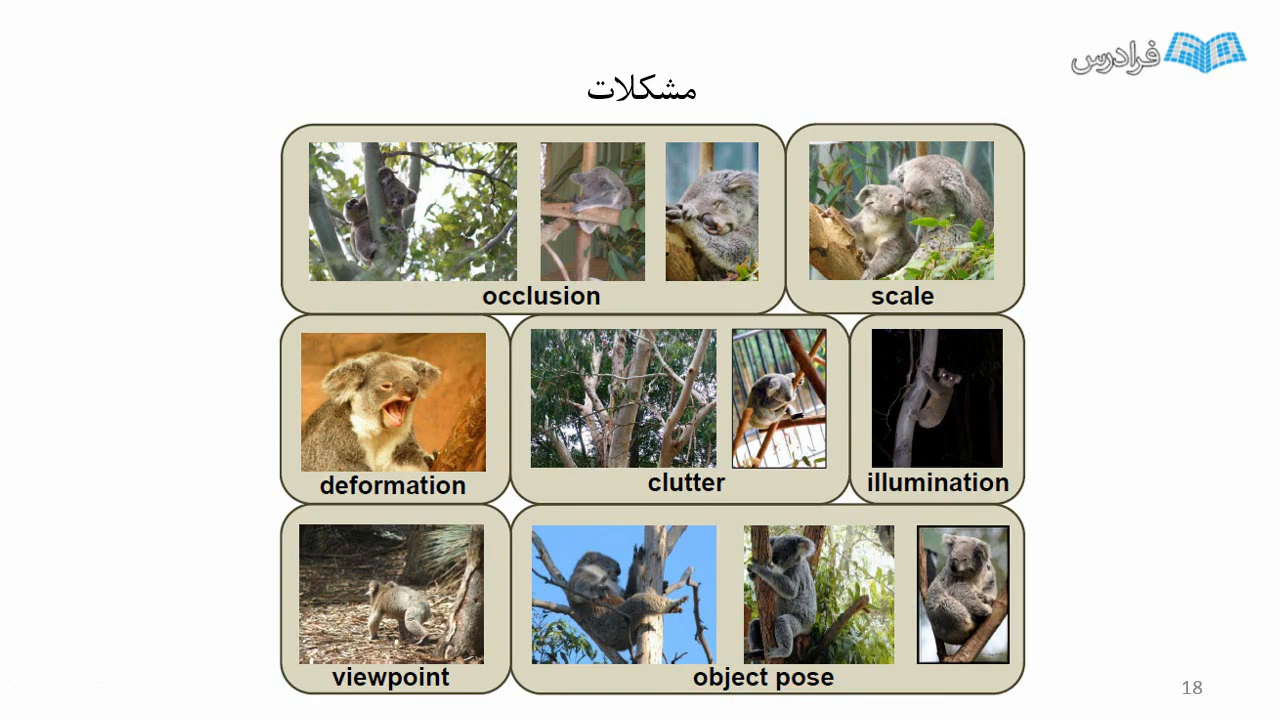 فرادرس
مشکلات
occlusion
scale
deformation
clutter
illumination
viewpoint
object pose
18